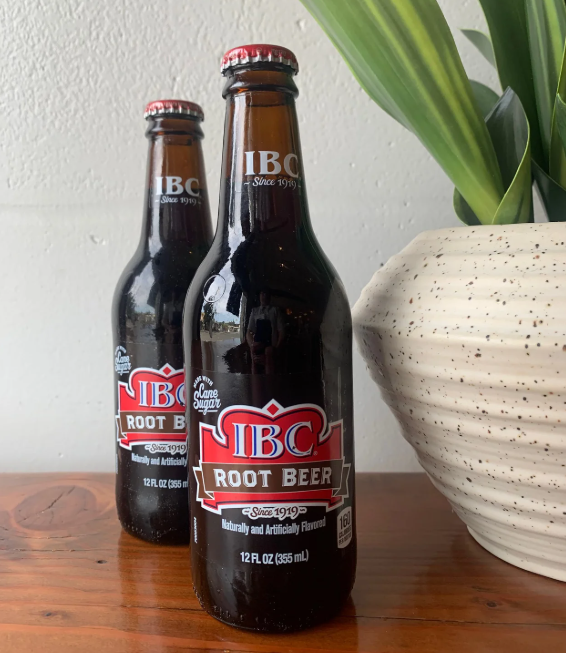 IBC
Since 1919
IBC
Since 1919
MADE WITH
Cane
Sugar
IBC
ROOT B
Since 1919
Naturally and Artificially
12 FL OZ (355 m
MADE WITH
Cane
Sugar
IBC
ROOT BEER
Since 1919
Naturally and Artificially Flavored
160
12 FL OZ (355 mL)